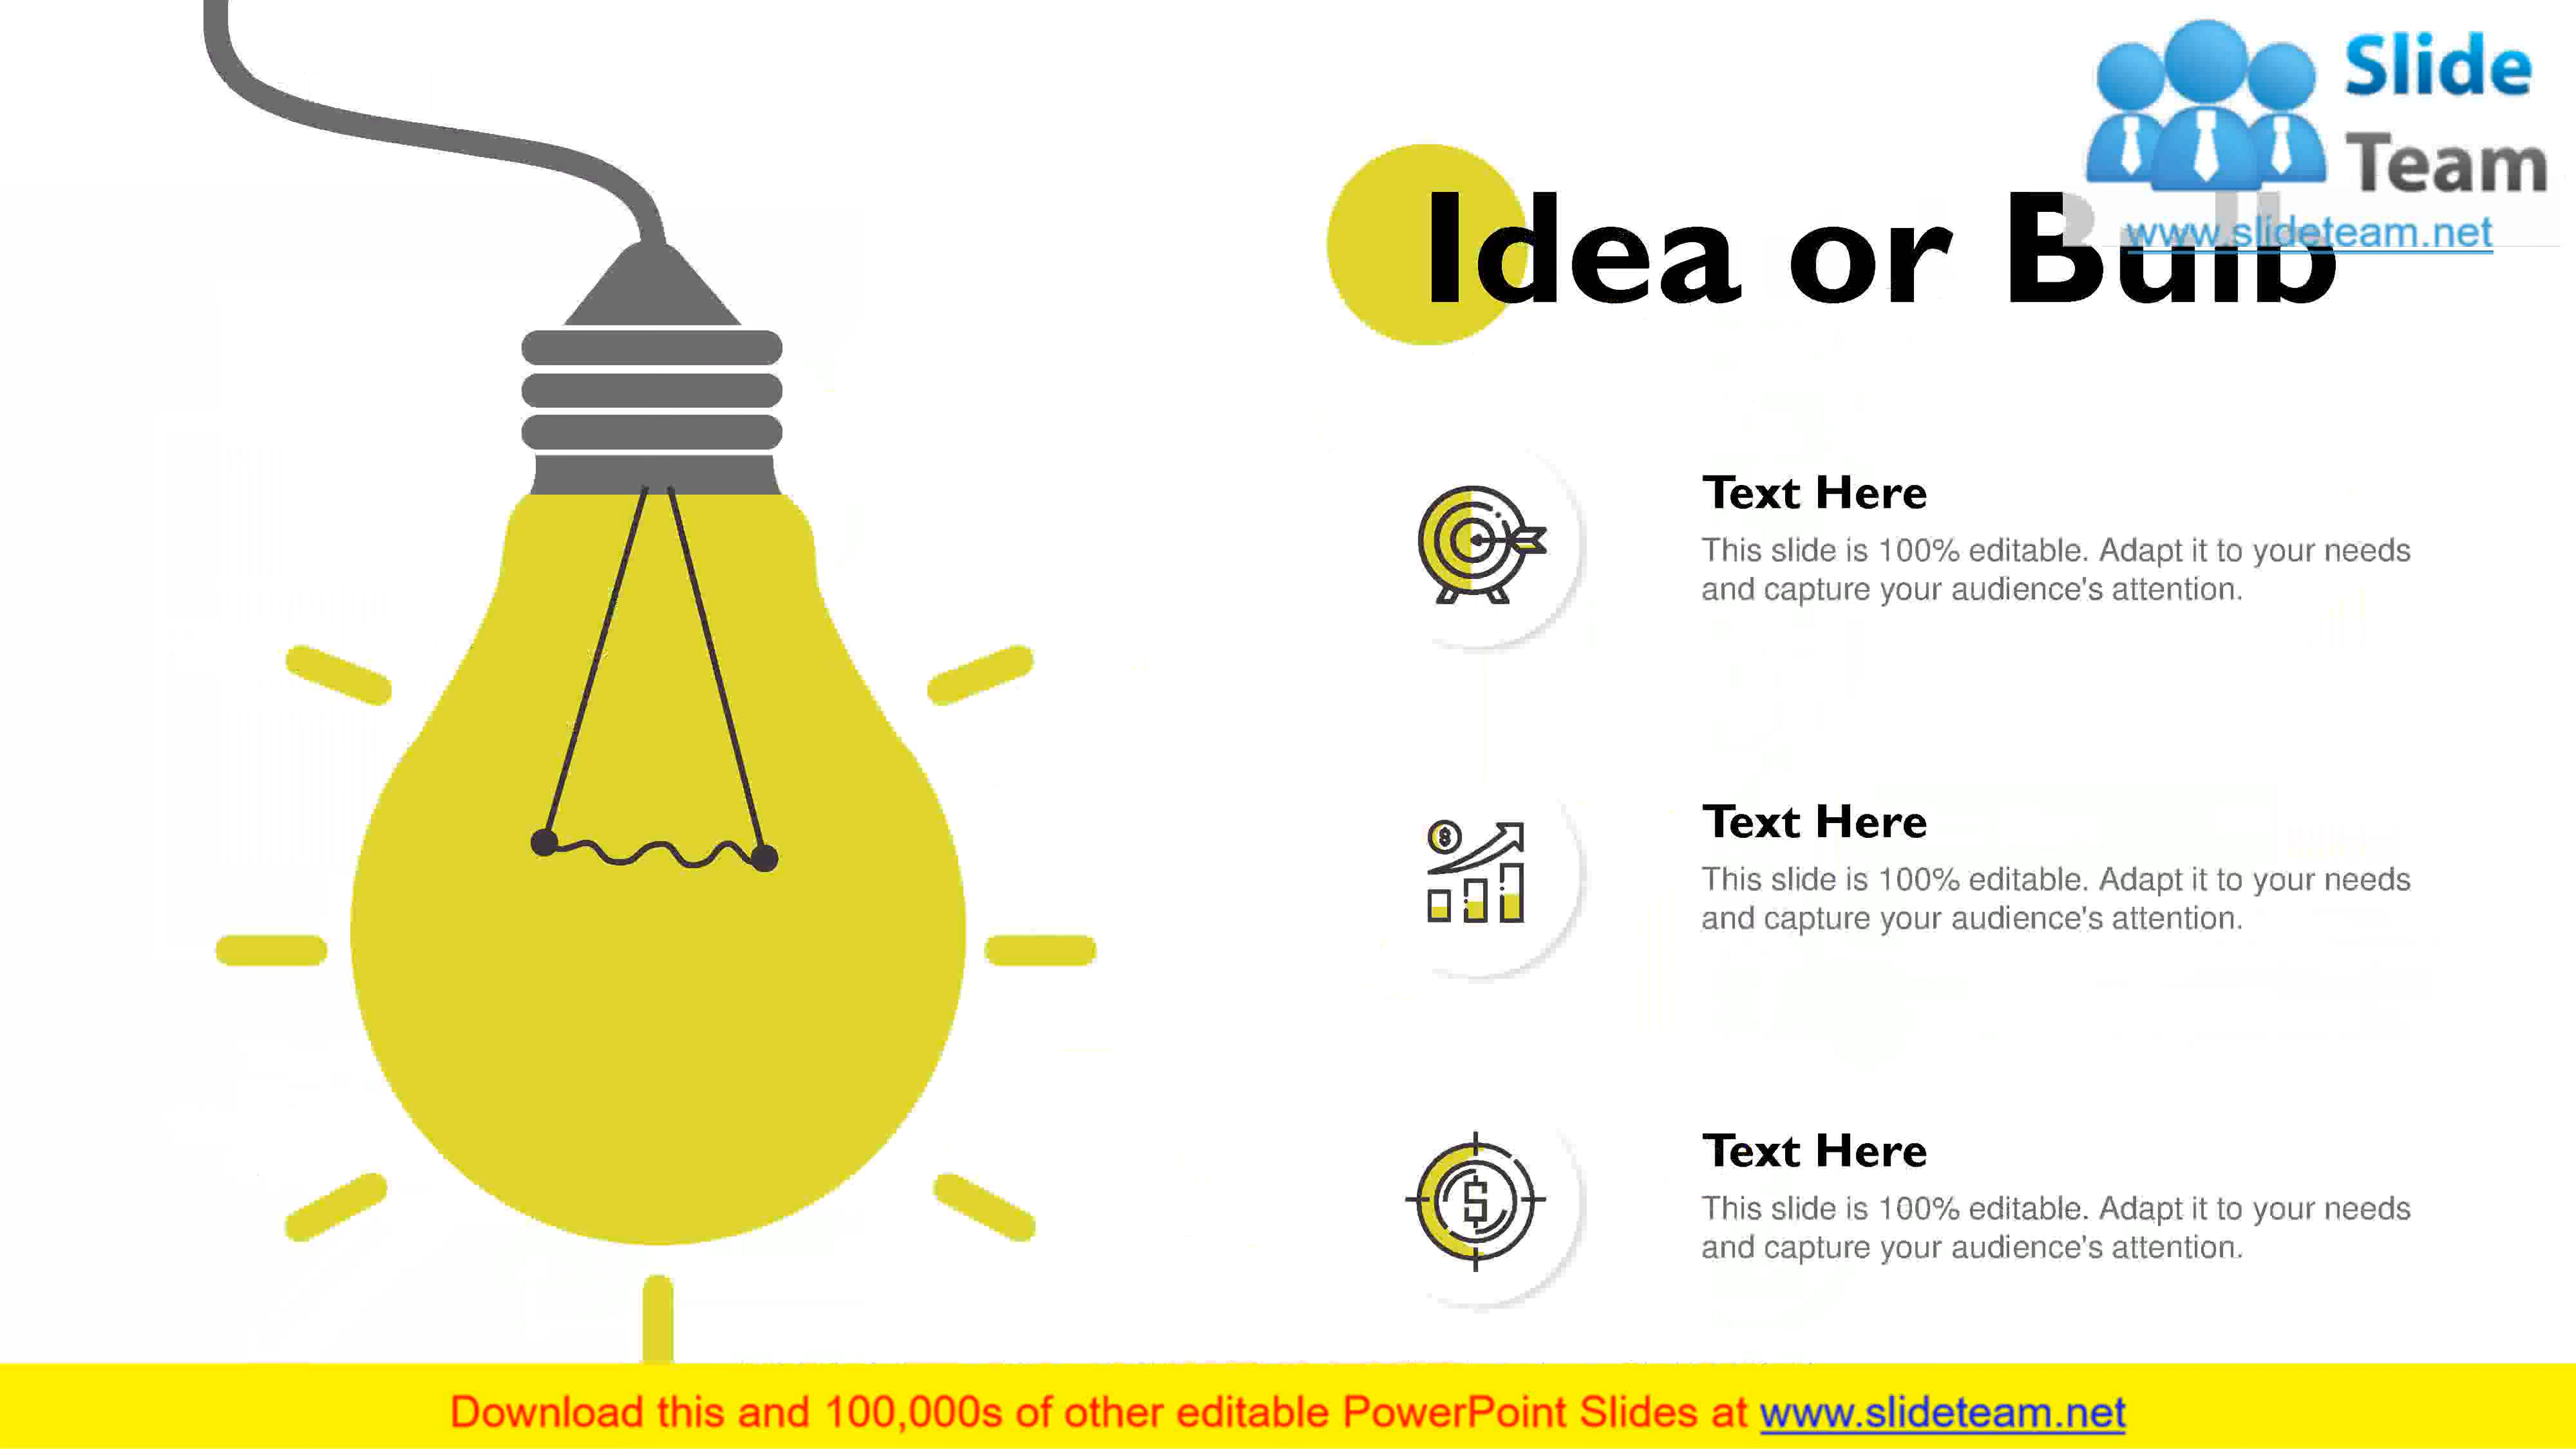 Slide
Team
www.slideteam.net
Idea or Bulb
Text Here
This slide is 100% editable. Adapt it to your needs
and capture your audience's attention.
Text Here
This slide is 100% editable. Adapt it to your needs
and capture your audience's attention.
Text Here
This slide is 100% editable. Adapt it to your needs
and capture your audience's attention.
Download this and 100,000s of other editable PowerPoint Slides at www.slideteam.net